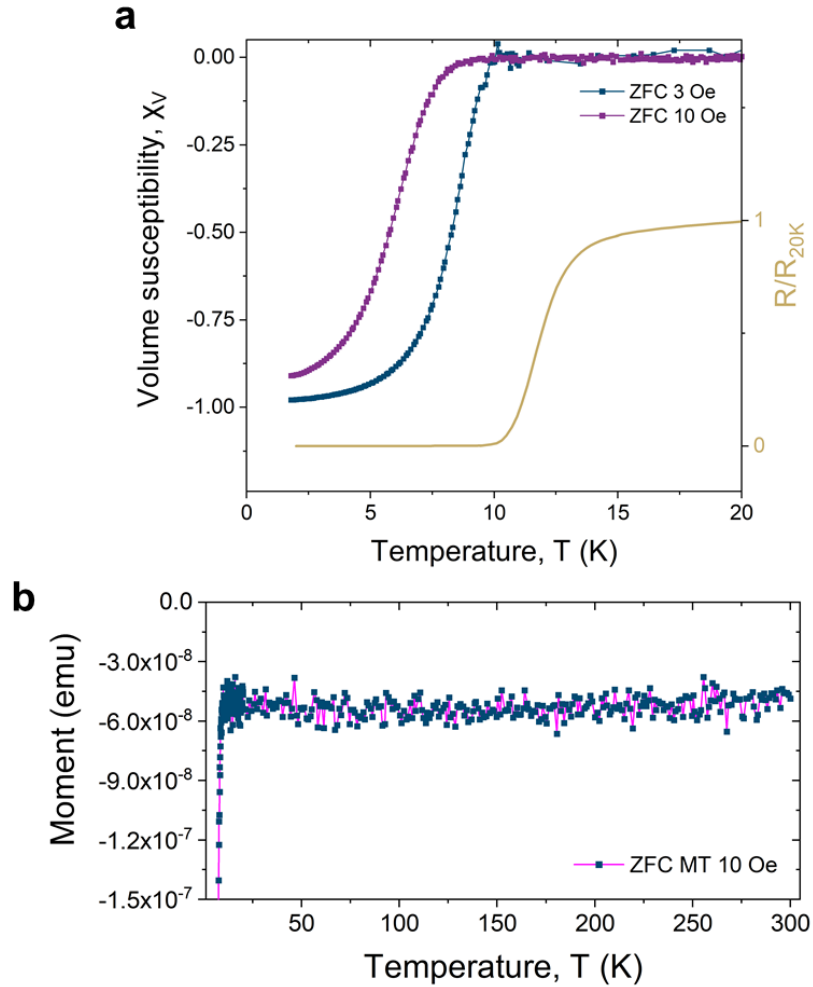 a
0.00
-0.25
-0.50
-0.75
-1.00
Volume susceptibility, χV
ZFC 3 Oe
ZFC 10 Oe
1
0
R/R20K
0 5 10 15 20
Temperature, T (K)
b
0.0
-3.0x10⁻⁸
-6.0x10⁻⁸
-9.0x10⁻⁸
-1.2x10⁻⁷
-1.5x10⁻⁷
Moment (emu)
ZFC MT 10 Oe
50 100 150 200 250 300
Temperature, T (K)